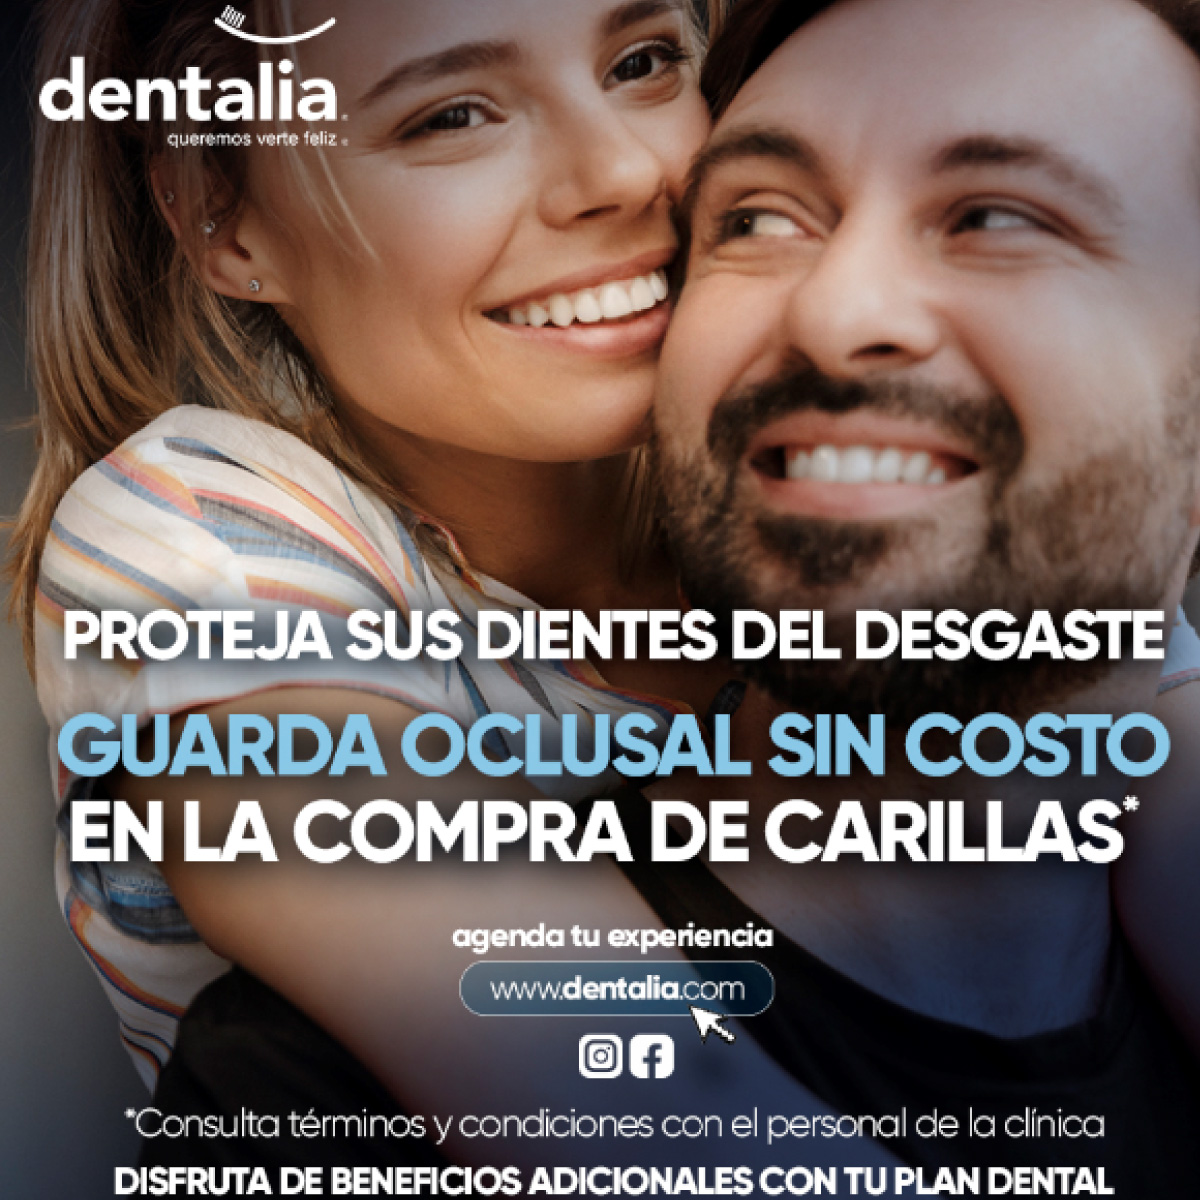 dentalia
queremos verte feliz
PROTEJA SUS DIENTES DEL DESGASTE
GUARDA OCLUSAL SIN COSTO
EN LA COMPRA DE CARILLAS*
agenda tu experiencia
www.dentalia.com
*Consulta términos y condiciones con el personal de la clínica
DISFRUTA DE BENEFICIOS ADICIONALES CON TU PLAN DENTAL